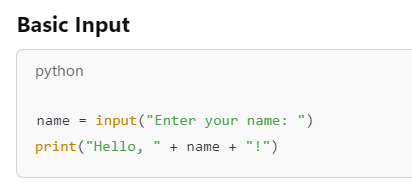 Basic Input
python
name = input("Enter your name: ")
print("Hello, " + name + "!")